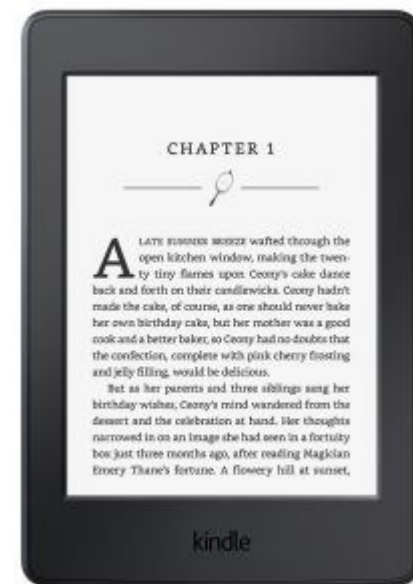 CHAPTER 1
A LATE SUMMER BREEZE wafted through the
open kitchen window, making the twen-
ty tiny flames upon Ceony's cake dance
back and forth on their candlewicks. Ceony hadn't
made the cake, of course, as one should never bake
her own birthday cake, but her mother was a good
cook and a better baker, so Ceony had no doubts that
the confection, complete with pink cherry frosting
and jelly filling, would be delicious.
But as her parents and three siblings sang her
birthday wishes, Ceony's mind wandered from the
dessert and the celebration at hand. Her thoughts
narrowed in on an image she had seen in a fortuity
box just three months ago, after reading Magician
Emery Thane's fortune. A flowery hill at sunset,
kindle